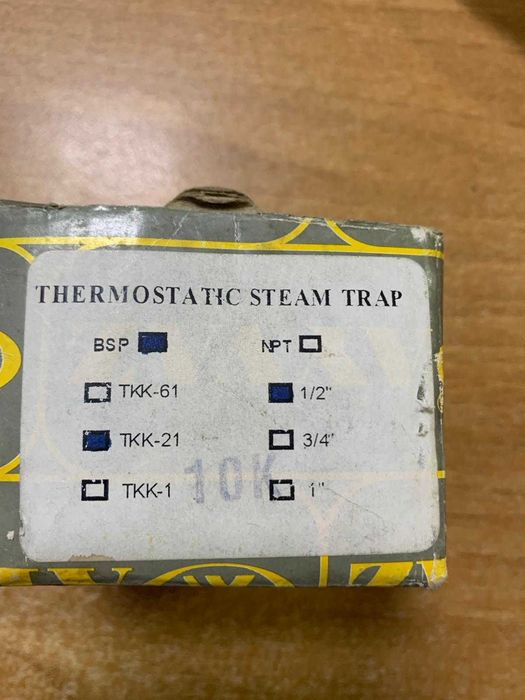 THERMOSTATIC STEAM TRAP
BSP NPT
TKK-61 1/2"
TKK-21 3/4"
TKK-1 10K 1"